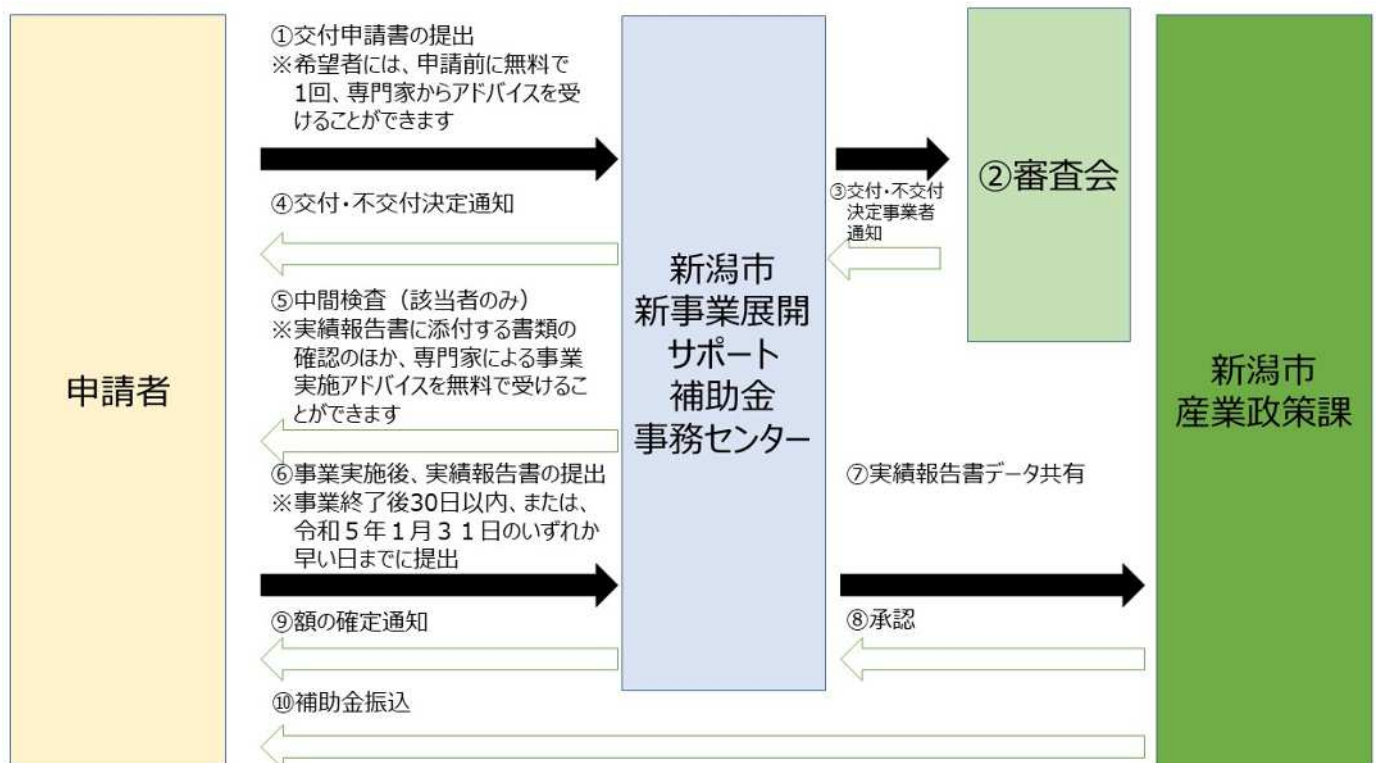 申請者
①交付申請書の提出
※希望者には、申請前に無料で
1回、専門家からアドバイスを受
けることができます
④交付・不交付決定通知
⑤中間検査（該当者のみ）
※実績報告書に添付する書類の
確認のほか、専門家による事業
実施アドバイスを無料で受けるこ
とができます
⑥事業実施後、実績報告書の提出
※事業終了後30日以内、または、
令和５年１月３１日のいずれか
早い日までに提出
⑨額の確定通知
⑩補助金振込
新潟市
新事業展開
サポート
補助金
事務センター
②審査会
③交付・不交付
決定事業者
通知
⑦実績報告書データ共有
⑧承認
新潟市
産業政策課